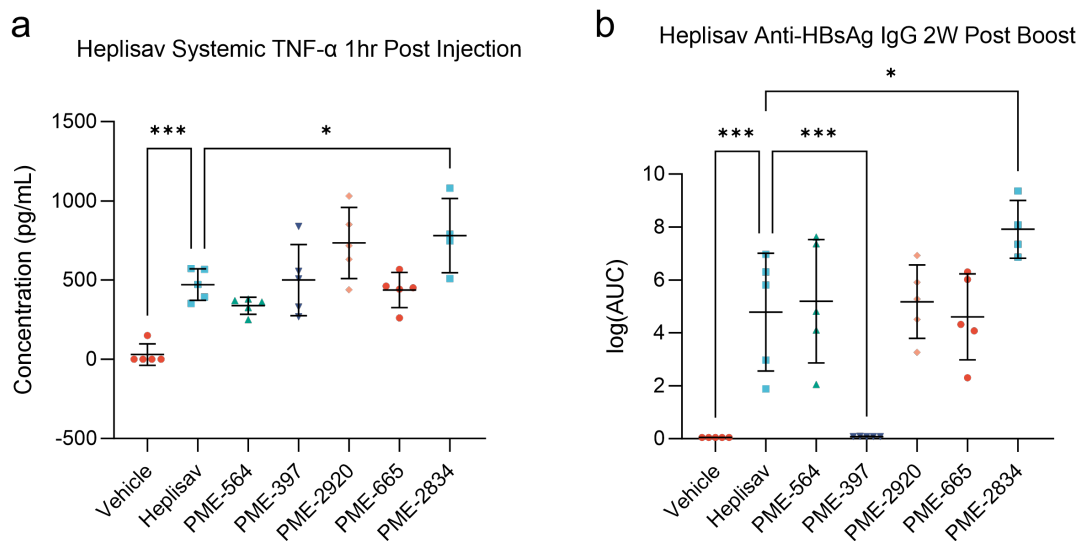 a
Heplisav Systemic TNF-α 1hr Post Injection
***
*
Concentration (pg/mL)
1500
1000
500
0
-500
Vehicle
Heplisav
PME-564
PME-397
PME-2920
PME-665
PME-2834
b
Heplisav Anti-HBsAg IgG 2W Post Boost
*
***
***
log(AUC)
10
8
6
4
2
0
Vehicle
Heplisav
PME-564
PME-397
PME-2920
PME-665
PME-2834